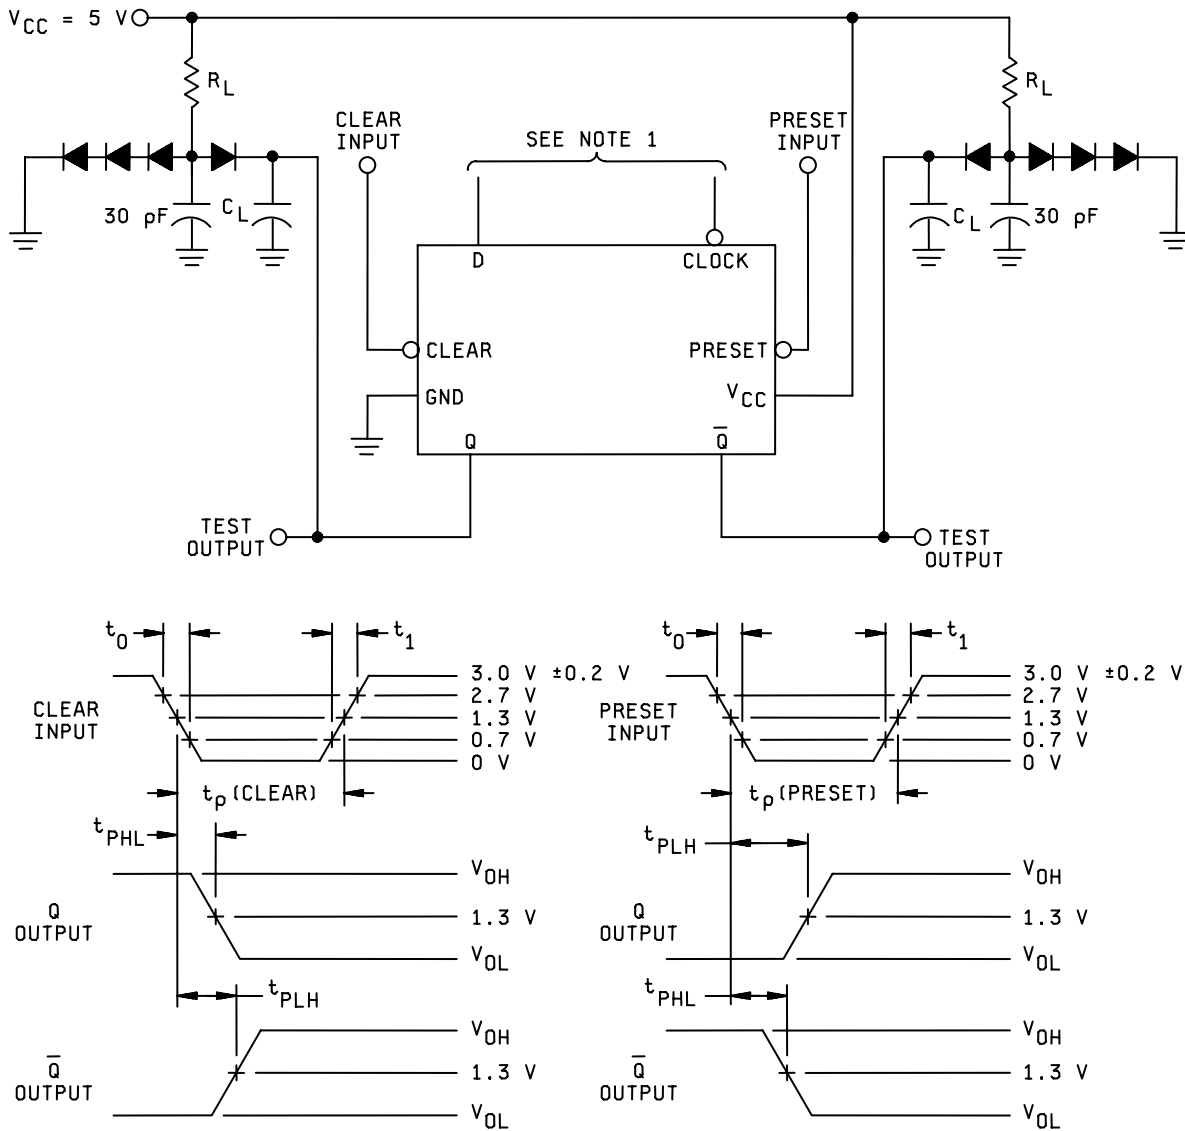 VCC = 5 V
RL
RL
CLEAR
INPUT
SEE NOTE 1
PRESET
INPUT
30 pF
CL
CL
30 pF
D
CLOCK
CLEAR
PRESET
GND
VCC
Q
Q̅
TEST
OUTPUT
TEST
OUTPUT
t0
t1
CLEAR
INPUT
3.0 V ±0.2 V
2.7 V
1.3 V
0.7 V
0 V
tp (CLEAR)
tPHL
Q
OUTPUT
VOH
1.3 V
VOL
tPLH
Q̅
OUTPUT
VOH
1.3 V
VOL
t0
t1
PRESET
INPUT
3.0 V ±0.2 V
2.7 V
1.3 V
0.7 V
0 V
tp (PRESET)
tPLH
Q
OUTPUT
VOH
1.3 V
VOL
tPHL
Q̅
OUTPUT
VOH
1.3 V
VOL